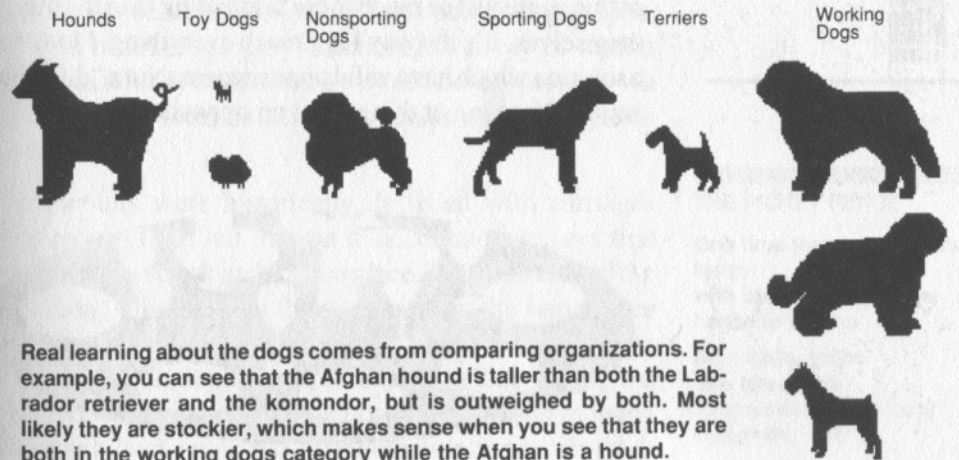 Hounds Toy Dogs Nonsporting Dogs Sporting Dogs Terriers Working Dogs
Real learning about the dogs comes from comparing organizations. For
example, you can see that the Afghan hound is taller than both the Lab-
rador retriever and the komondor, but is outweighed by both. Most
likely they are stockier, which makes sense when you see that they are
both in the working dogs category while the Afghan is a hound.